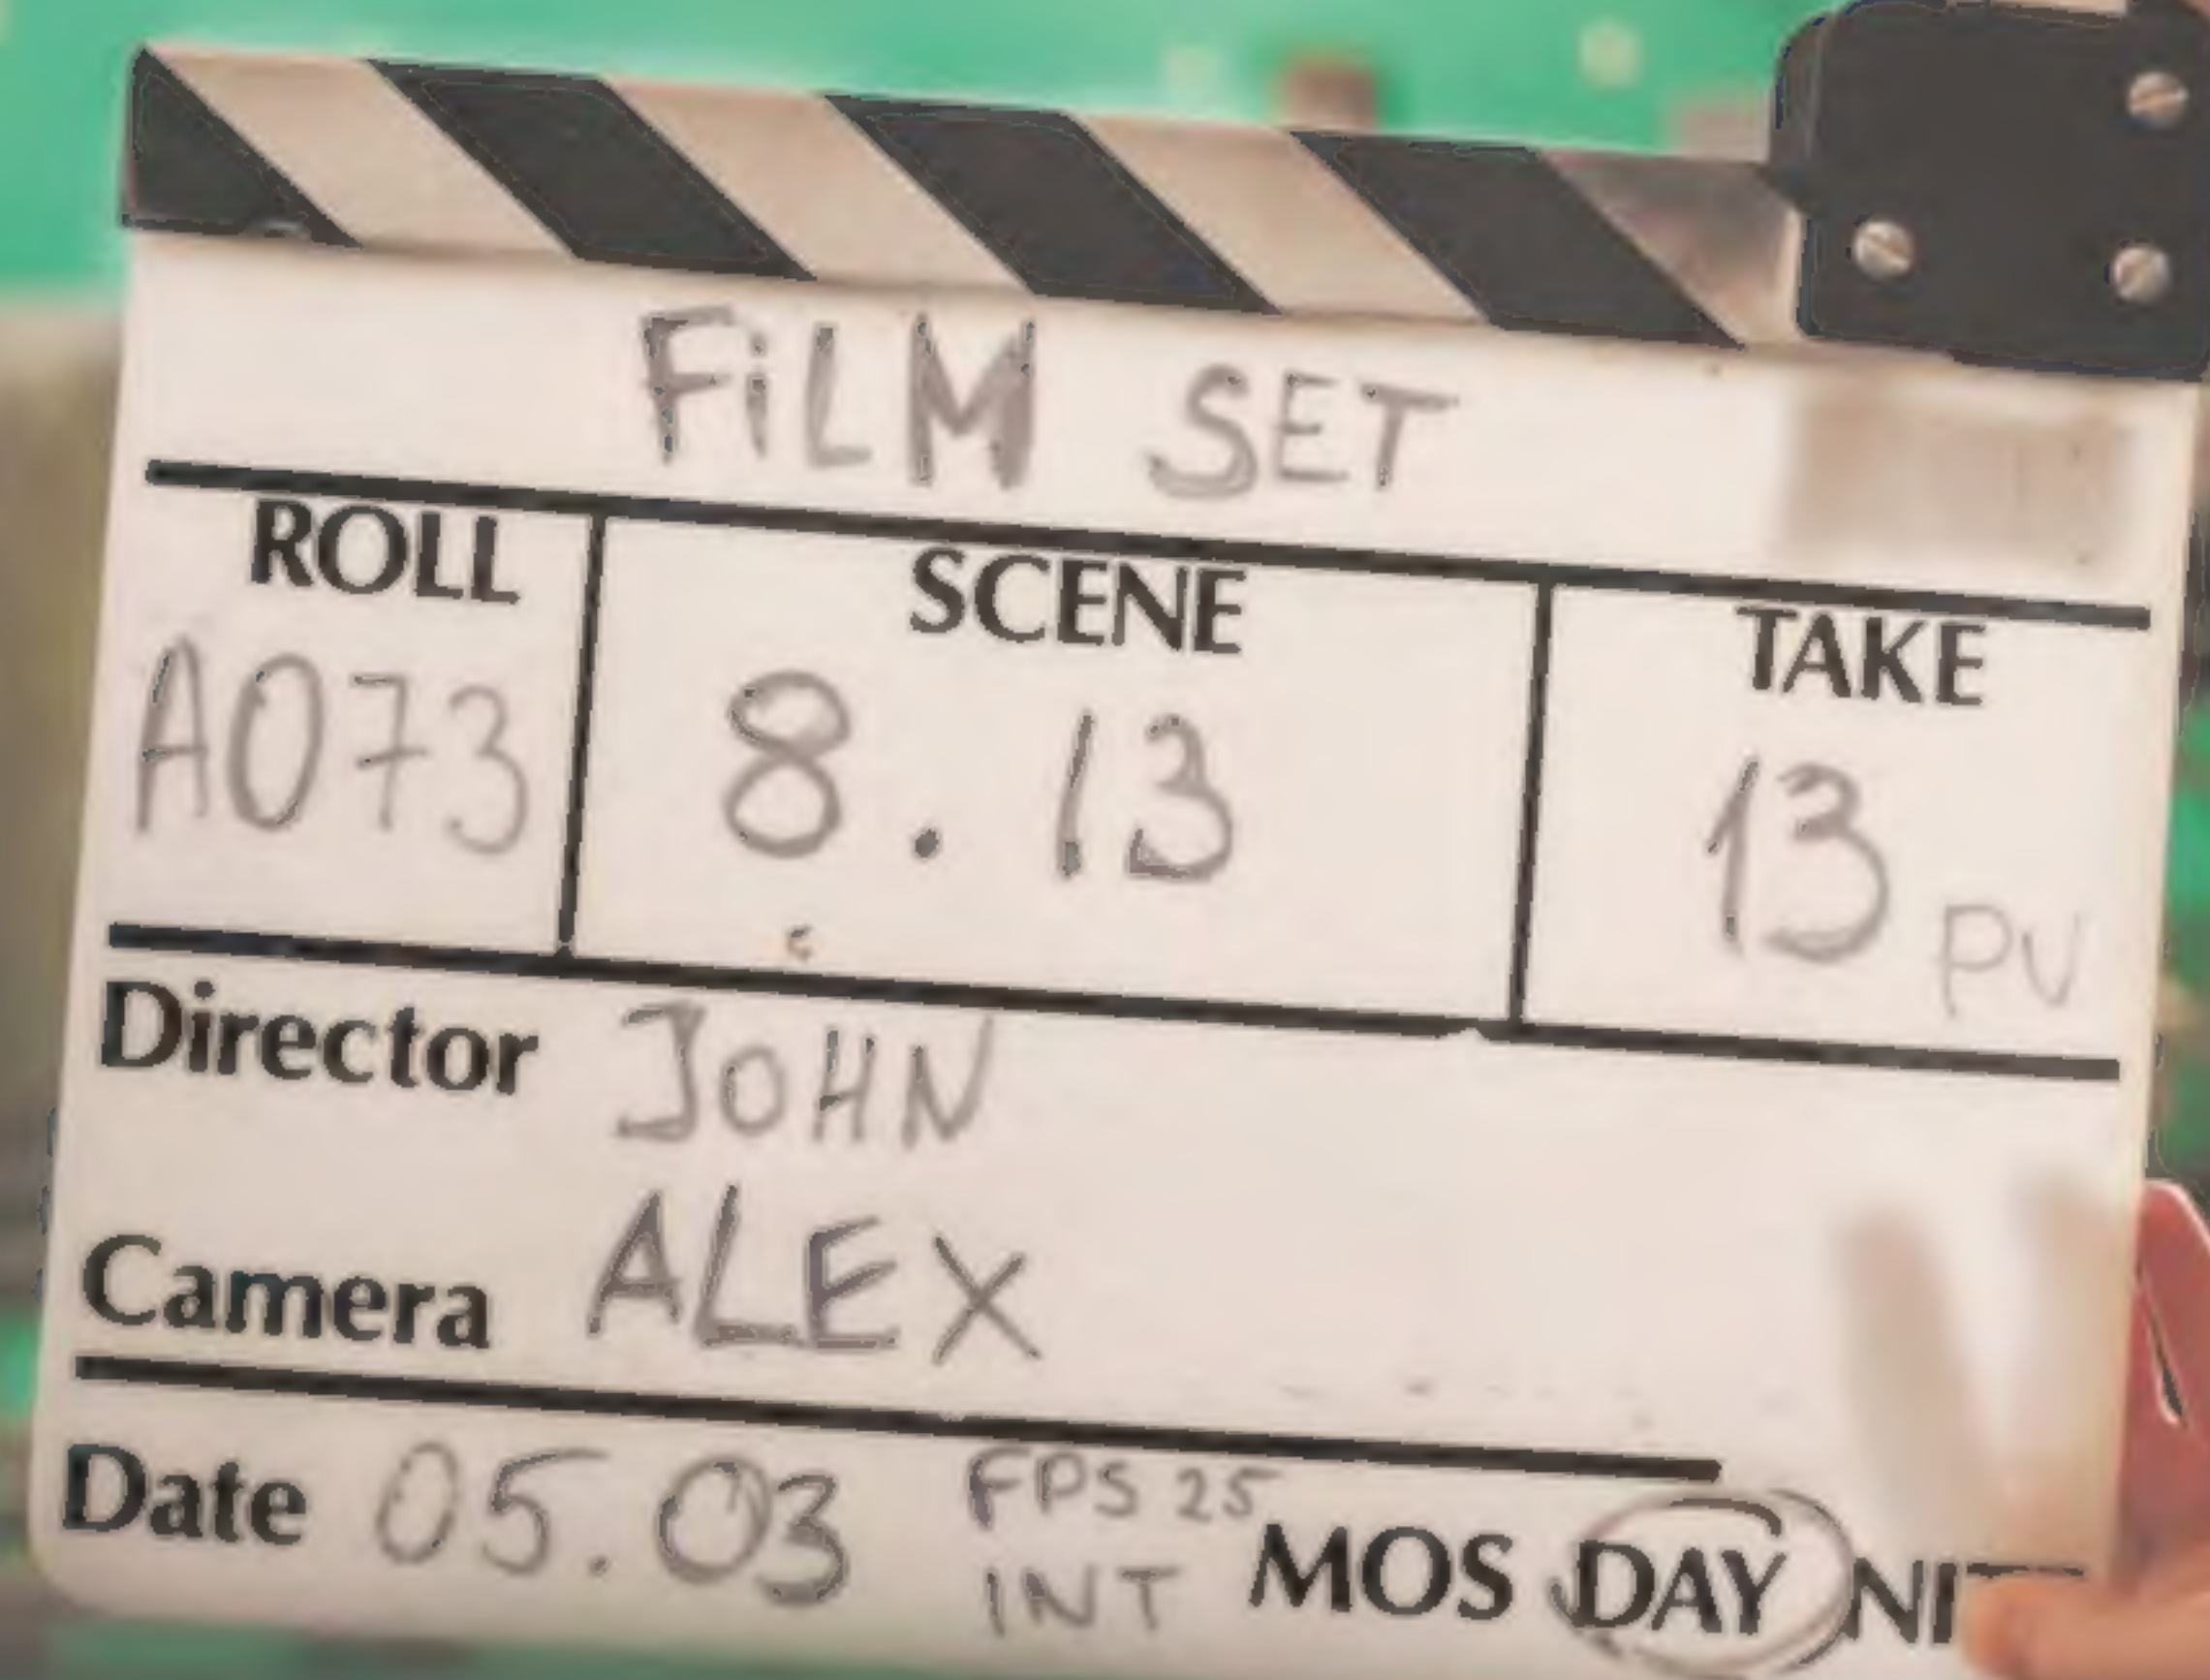 FiLM SET
ROLL SCENE TAKE
A073 8.13 13 PV
Director JOHN
Camera ALEX
Date 05.03 FPS 25
INT MOS DAY